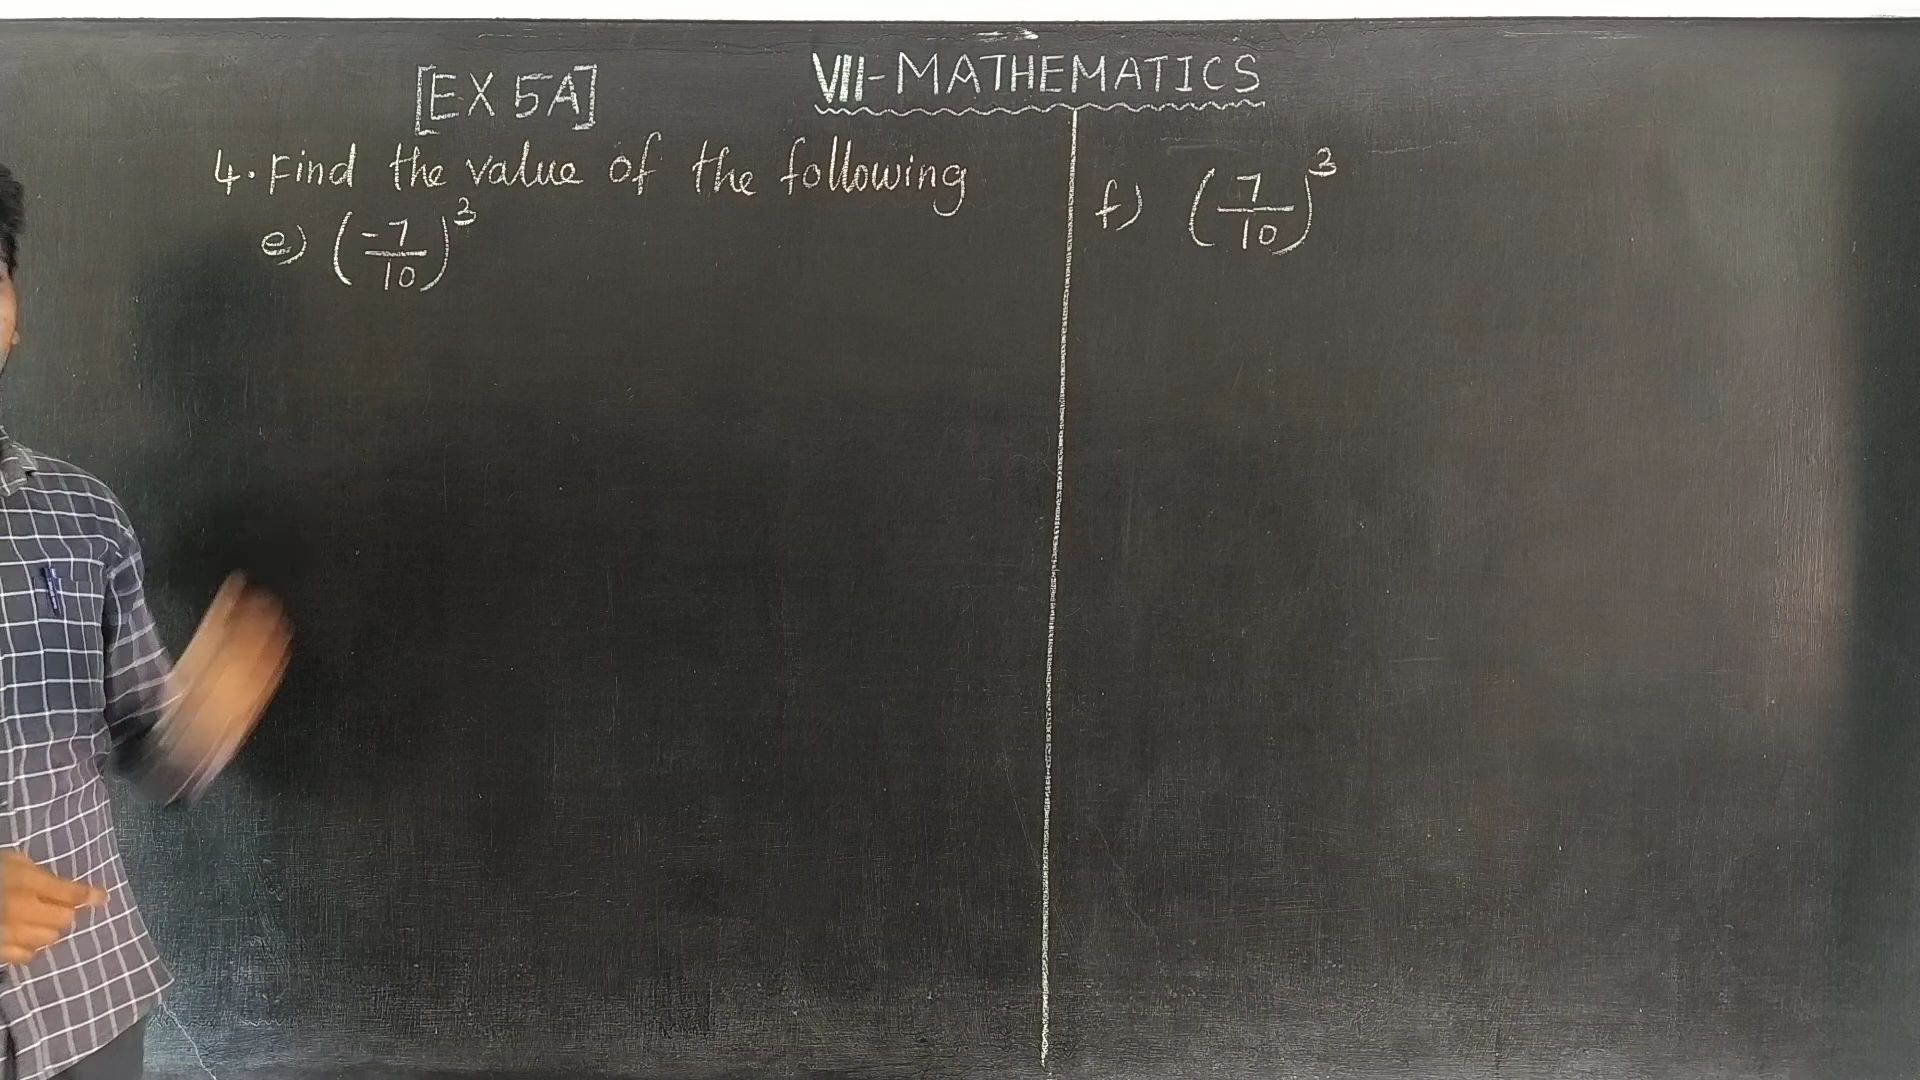 [EX 5A]
VII-MATHEMATICS
4. Find the value of the following
e) (-7/10)³
f) (7/10)³